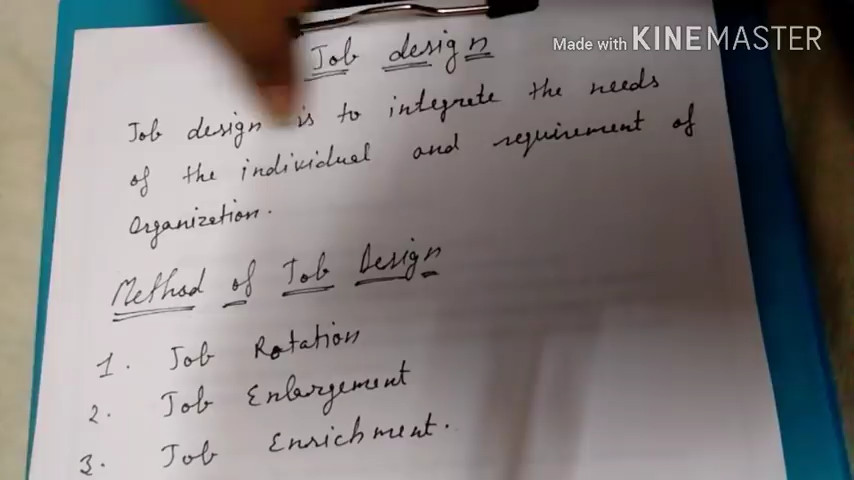 Made with KINEMASTER
Job design
Job design is to integrete the needs
of the individual and requirement of
Organization.
Method of Job Design
1. Job Rotation
2. Job Enlargement
3. Job Enrichment.